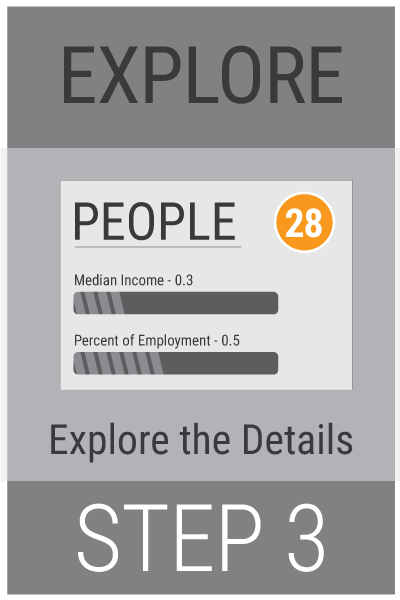 EXPLORE
PEOPLE 28
Median Income - 0.3
Percent of Employment - 0.5
Explore the Details
STEP 3